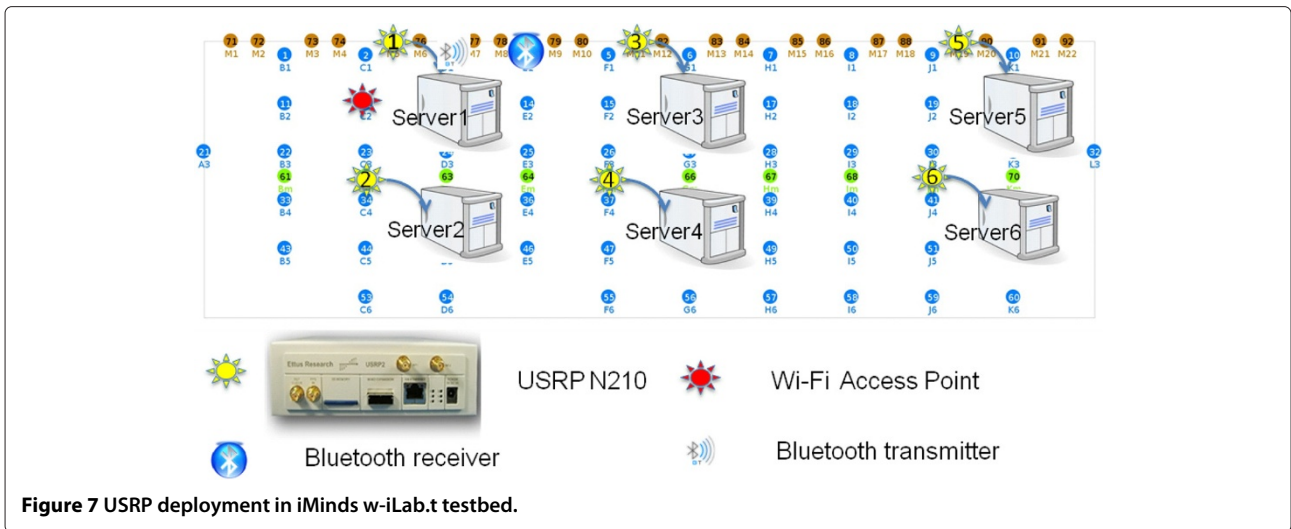 71 72 73 74 1 76 77 78 79 80 3 82 83 84 85 86 87 88 5 90 91 92
M1 M2 M3 M4 M6 M7 M8 M9 M10 M12 M13 M14 M15 M16 M17 M18 M20 M21 M22
1 2 5 6 7 8 9 10
B1 C1 F1 G1 H1 I1 J1 K1
11 14 15 17 18 19
B2 C2 Server1 E2 F2 Server3 H2 I2 J2 Server5
21 22 23 25 26 28 29 30 32
A3 B3 D3 E3 G3 H3 I3 K3 L3
61 2 63 64 4 66 67 68 6 70
Bm Em Hm Im
33 34 36 37 39 40 41
B4 C4 E4 F4 H4 I4 J4
Server2 Server4 Server6
43 44 46 47 49 50 51
B5 C5 E5 F5 H5 I5 J5
53 54 55 56 57 58 59 60
C6 D6 F6 G6 H6 I6 J6 K6
Ettus Research USRP2
USRP N210
Wi-Fi Access Point
Bluetooth receiver
BT
Bluetooth transmitter
Figure 7 USRP deployment in iMinds w-iLab.t testbed.